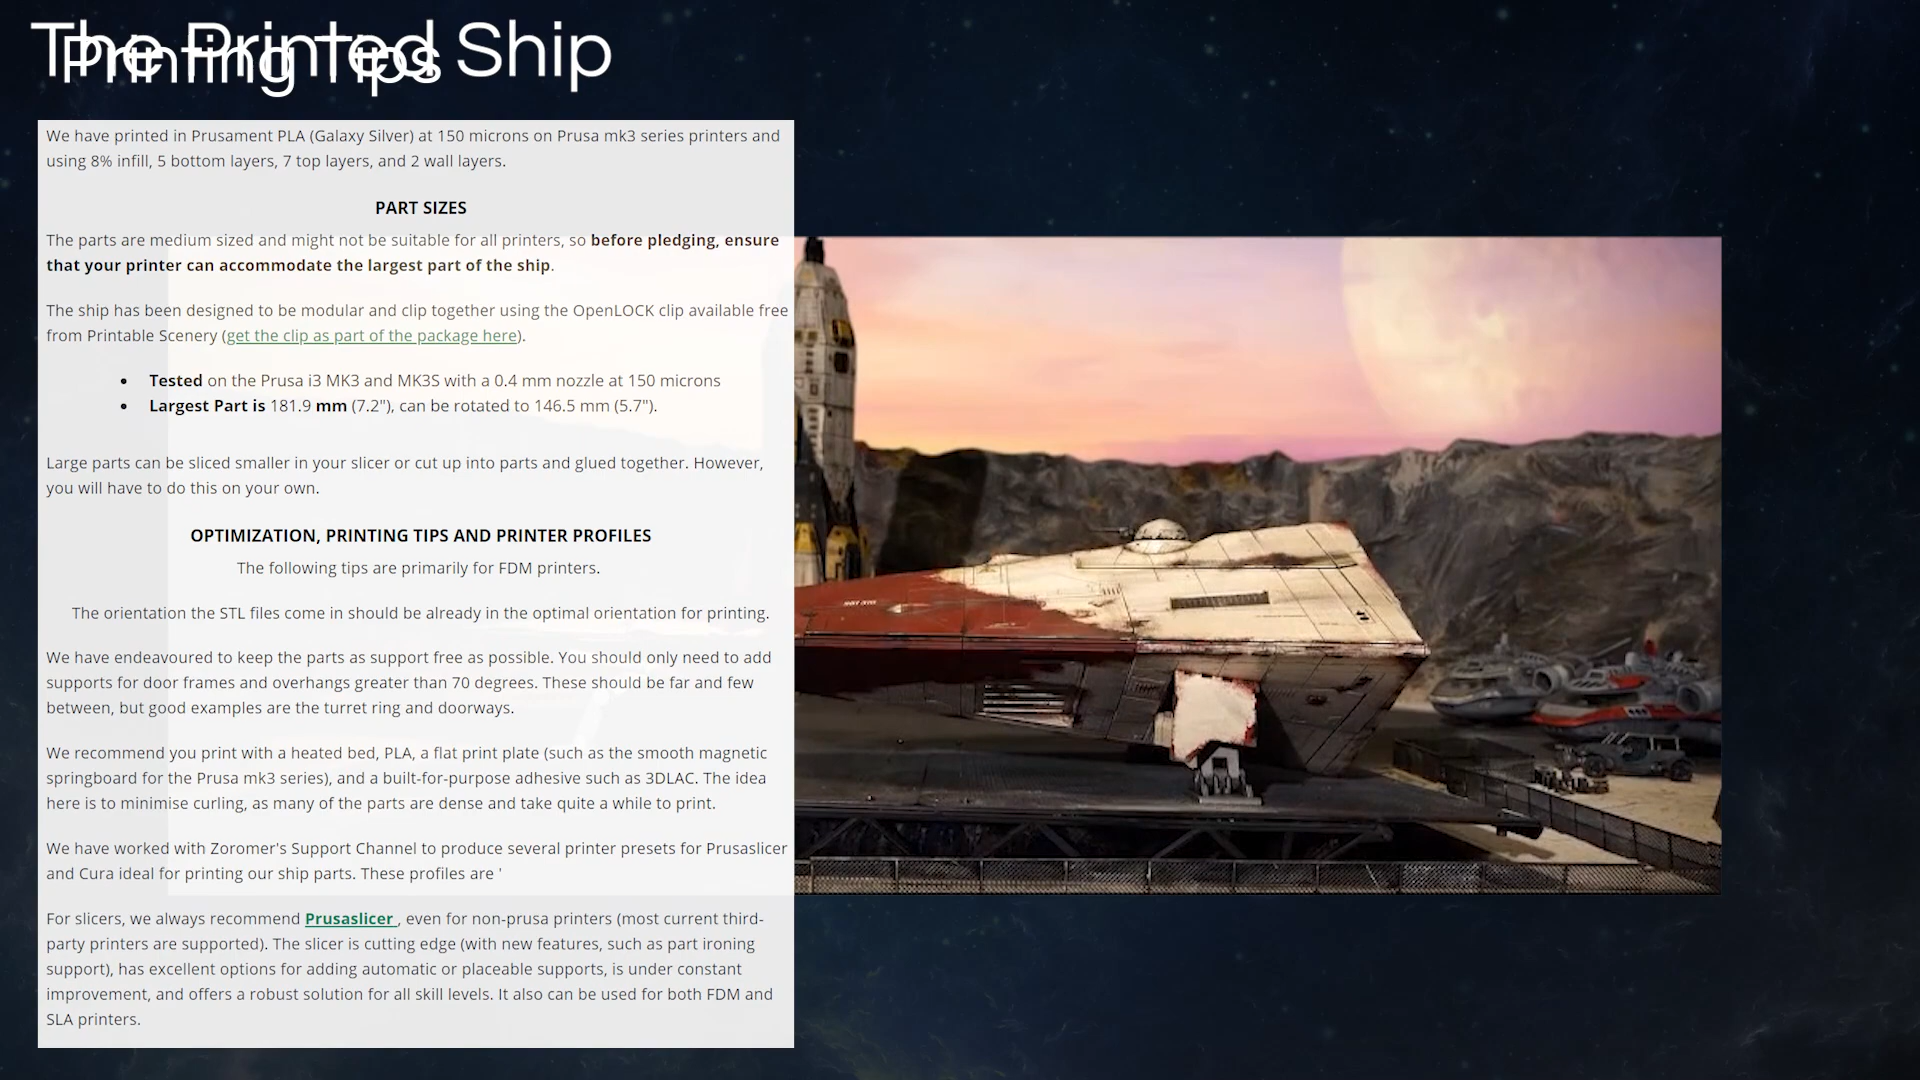 The Printed Ship
Printing Tips
We have printed in Prusament PLA (Galaxy Silver) at 150 microns on Prusa mk3 series printers and
using 8% infill, 5 bottom layers, 7 top layers, and 2 wall layers.
PART SIZES
The parts are medium sized and might not be suitable for all printers, so before pledging, ensure
that your printer can accommodate the largest part of the ship.
The ship has been designed to be modular and clip together using the OpenLOCK clip available free
from Printable Scenery (get the clip as part of the package here).
• Tested on the Prusa i3 MK3 and MK3S with a 0.4 mm nozzle at 150 microns
• Largest Part is 181.9 mm (7.2"), can be rotated to 146.5 mm (5.7").
Large parts can be sliced smaller in your slicer or cut up into parts and glued together. However,
you will have to do this on your own.
OPTIMIZATION, PRINTING TIPS AND PRINTER PROFILES
The following tips are primarily for FDM printers.
The orientation the STL files come in should be already in the optimal orientation for printing.
We have endeavoured to keep the parts as support free as possible. You should only need to add
supports for door frames and overhangs greater than 70 degrees. These should be far and few
between, but good examples are the turret ring and doorways.
We recommend you print with a heated bed, PLA, a flat print plate (such as the smooth magnetic
springboard for the Prusa mk3 series), and a built-for-purpose adhesive such as 3DLAC. The idea
here is to minimise curling, as many of the parts are dense and take quite a while to print.
We have worked with Zoromer's Support Channel to produce several printer presets for Prusaslicer
and Cura ideal for printing our ship parts. These profiles are '
For slicers, we always recommend Prusaslicer , even for non-prusa printers (most current third-
party printers are supported). The slicer is cutting edge (with new features, such as part ironing
support), has excellent options for adding automatic or placeable supports, is under constant
improvement, and offers a robust solution for all skill levels. It also can be used for both FDM and
SLA printers.